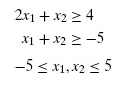 2x₁ + x₂ ≥ 4
x₁ + x₂ ≥ −5
−5 ≤ x₁, x₂ ≤ 5